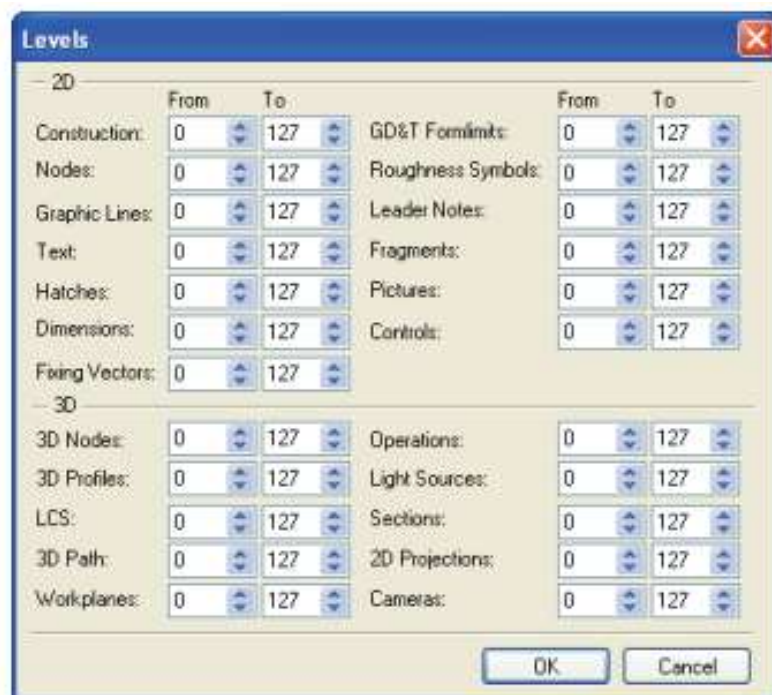 Levels
2D
From To From To
Construction: 0 127 GD&T Formlimits: 0 127
Nodes: 0 127 Roughness Symbols: 0 127
Graphic Lines: 0 127 Leader Notes: 0 127
Text: 0 127 Fragments: 0 127
Hatches: 0 127 Pictures: 0 127
Dimensions: 0 127 Controls: 0 127
Fixing Vectors: 0 127
3D
3D Nodes: 0 127 Operations: 0 127
3D Profiles: 0 127 Light Sources: 0 127
LCS: 0 127 Sections: 0 127
3D Path: 0 127 2D Projections: 0 127
Workplanes: 0 127 Cameras: 0 127
OK Cancel